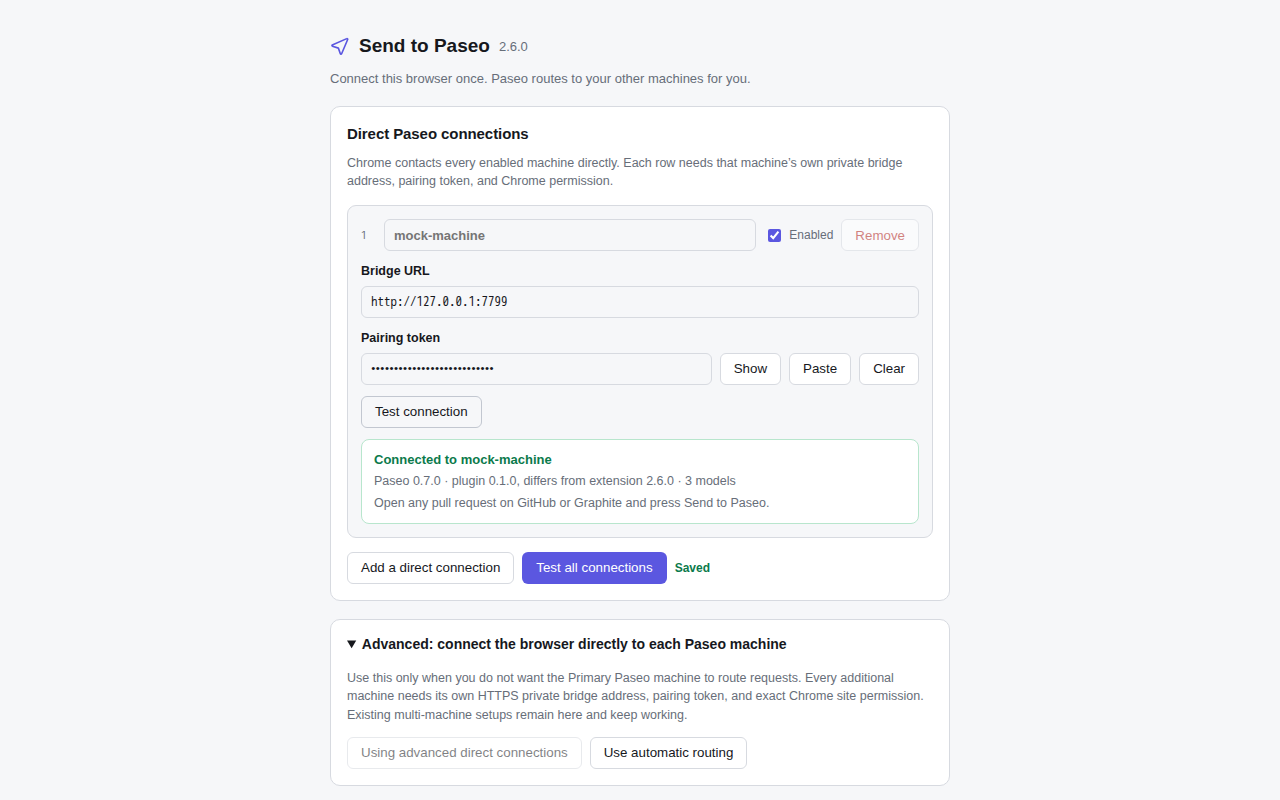 Send to Paseo 2.6.0
Connect this browser once. Paseo routes to your other machines for you.
Direct Paseo connections
Chrome contacts every enabled machine directly. Each row needs that machine’s own private bridge
address, pairing token, and Chrome permission.
1 mock-machine Enabled Remove
Bridge URL
http://127.0.0.1:7799
Pairing token
••••••••••••••••••••••••••• Show Paste Clear
Test connection
Connected to mock-machine
Paseo 0.7.0 · plugin 0.1.0, differs from extension 2.6.0 · 3 models
Open any pull request on GitHub or Graphite and press Send to Paseo.
Add a direct connection Test all connections Saved
Advanced: connect the browser directly to each Paseo machine
Use this only when you do not want the Primary Paseo machine to route requests. Every additional
machine needs its own HTTPS private bridge address, pairing token, and exact Chrome site permission.
Existing multi-machine setups remain here and keep working.
Using advanced direct connections Use automatic routing